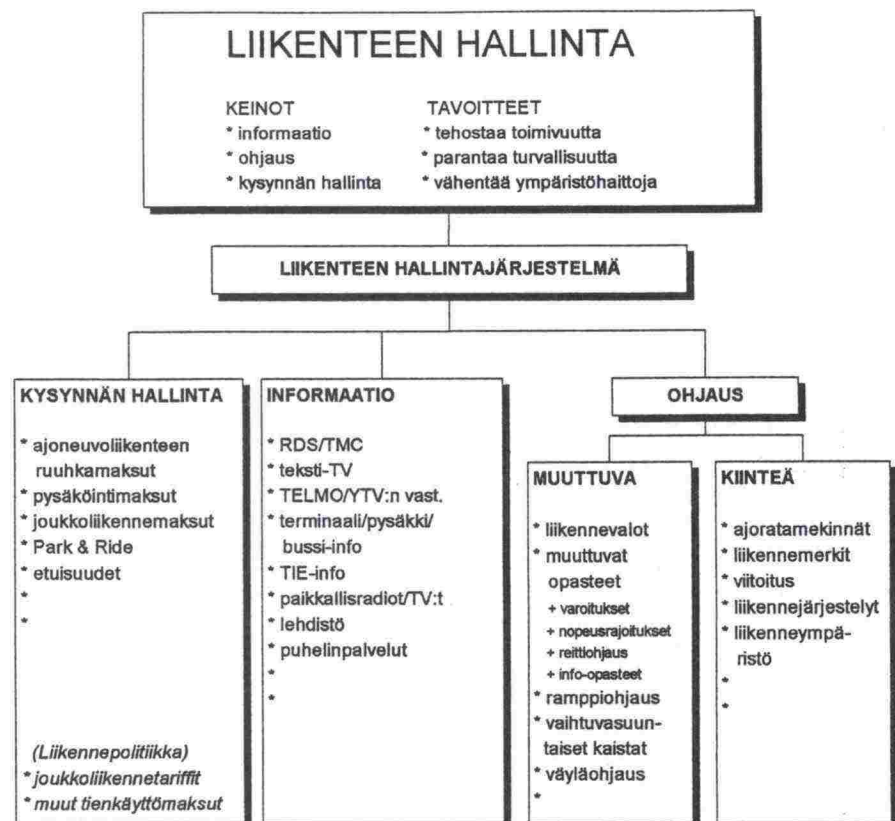 LIIKENTEEN HALLINTA
KEINOT
* informaatio
* ohjaus
* kysynnän hallinta
TAVOITTEET
* tehostaa toimivuutta
* parantaa turvallisuutta
* vähentää ympäristöhaittoja
LIIKENTEEN HALLINTAJÄRJESTELMÄ
KYSYNNÄN HALLINTA
* ajoneuvoliikenteen
ruuhkamaksut
* pysäköintimaksut
* joukkoliikennemaksut
* Park & Ride
* etuisuudet
*
*
(Liikennepolitiikka)
* joukkoliikennetariffit
* muut tienkäyttömaksut
INFORMAATIO
* RDS/TMC
* teksti-TV
* TELMO/YTV:n vast.
* terminaali/pysäkki/
bussi-info
* TIE-info
* paikkallisradiot/TV:t
* lehdistö
* puhelinpalvelut
*
*
OHJAUS
MUUTTUVA
* liikennevalot
* muuttuvat
opasteet
+ varoitukset
+ nopeusrajoitukset
+ reittiohjaus
+ info-opasteet
* ramppiohjaus
* vaihtuvasuun-
taiset kaistat
* väyläohjaus
*
KIINTEÄ
* ajoratamekinnät
* liikennemerkit
* viitoitus
* liikennejärjestelyt
* liikenneympä-
ristö
*
*